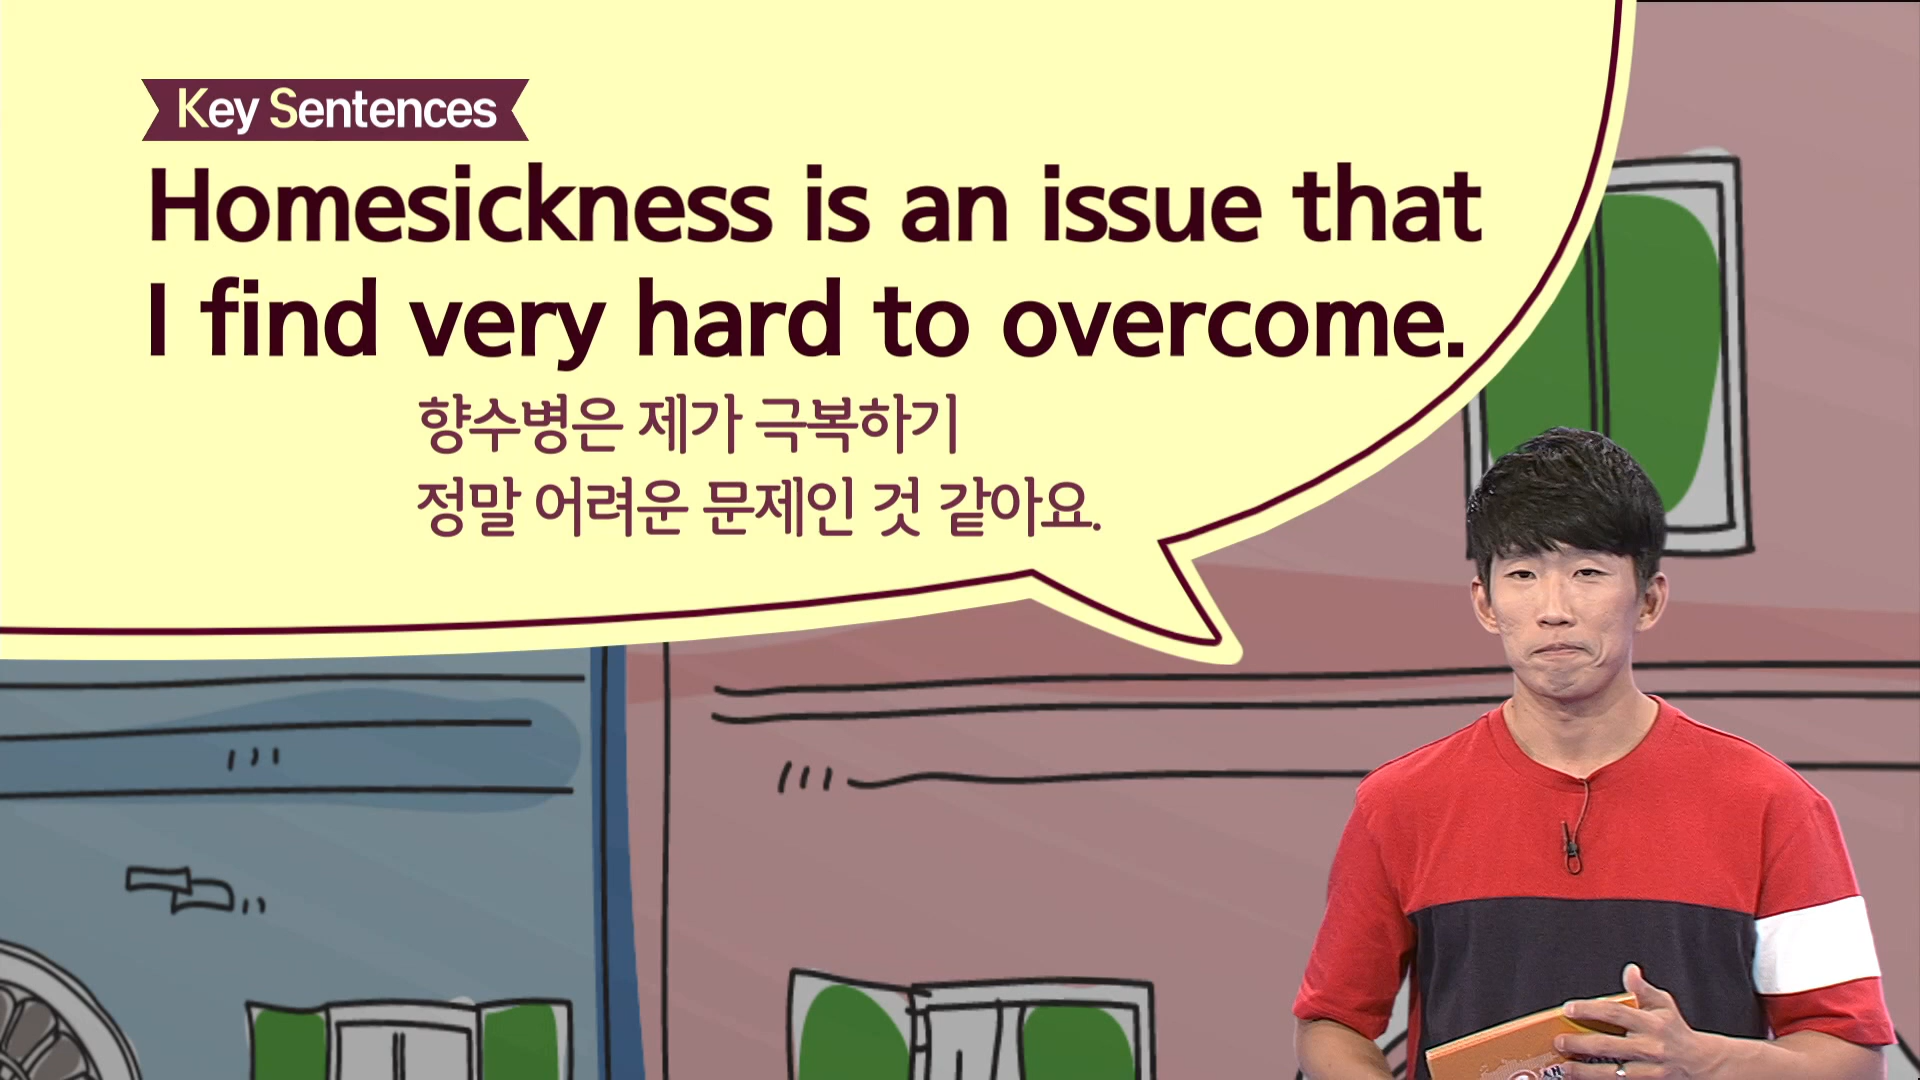 Key Sentences
Homesickness is an issue that
I find very hard to overcome.
향수병은 제가 극복하기
정말 어려운 문제인 것 같아요.